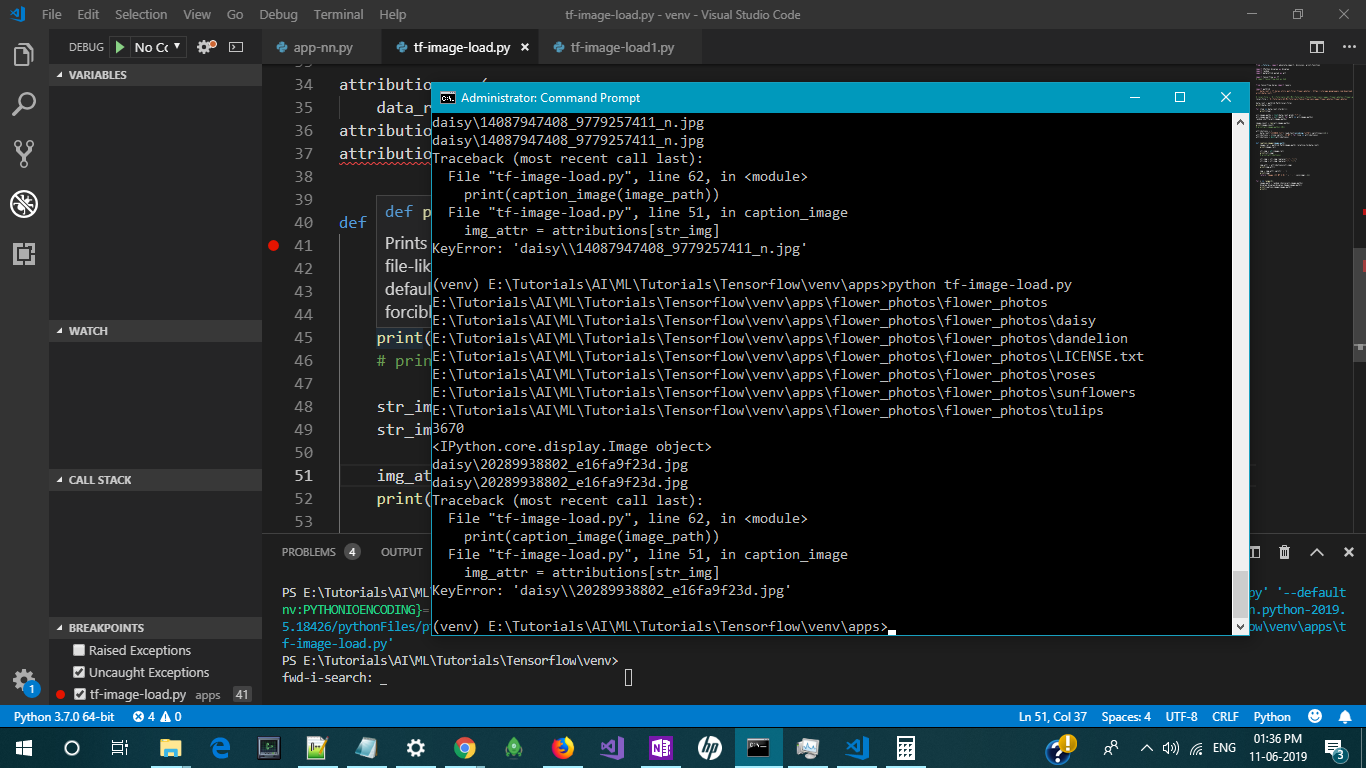 File Edit Selection View Go Debug Terminal Help tf-image-load.py - venv - Visual Studio Code
DEBUG No Cc app-nn.py tf-image-load.py tf-image-load1.py
VARIABLES
WATCH
CALL STACK
BREAKPOINTS
Raised Exceptions
Uncaught Exceptions
tf-image-load.py apps 41
34 attribution
35 data_r
36 attributio
37 attributio
38
39
40 def
41
42
43
44
45 print(
46 # prin
47
48 str_im
49 str_im
50
51 img_at
52 print(
53
def p
Prints
file-lik
defaul
forcibl
Administrator: Command Prompt
daisy\14087947408_9779257411_n.jpg
daisy\14087947408_9779257411_n.jpg
Traceback (most recent call last):
File "tf-image-load.py", line 62, in <module>
print(caption_image(image_path))
File "tf-image-load.py", line 51, in caption_image
img_attr = attributions[str_img]
KeyError: 'daisy\\14087947408_9779257411_n.jpg'
(venv) E:\Tutorials\AI\ML\Tutorials\Tensorflow\venv\apps>python tf-image-load.py
E:\Tutorials\AI\ML\Tutorials\Tensorflow\venv\apps\flower_photos\flower_photos
E:\Tutorials\AI\ML\Tutorials\Tensorflow\venv\apps\flower_photos\flower_photos\daisy
E:\Tutorials\AI\ML\Tutorials\Tensorflow\venv\apps\flower_photos\flower_photos\dandelion
E:\Tutorials\AI\ML\Tutorials\Tensorflow\venv\apps\flower_photos\flower_photos\LICENSE.txt
E:\Tutorials\AI\ML\Tutorials\Tensorflow\venv\apps\flower_photos\flower_photos\roses
E:\Tutorials\AI\ML\Tutorials\Tensorflow\venv\apps\flower_photos\flower_photos\sunflowers
E:\Tutorials\AI\ML\Tutorials\Tensorflow\venv\apps\flower_photos\flower_photos\tulips
3670
<IPython.core.display.Image object>
daisy\20289938802_e16fa9f23d.jpg
daisy\20289938802_e16fa9f23d.jpg
Traceback (most recent call last):
File "tf-image-load.py", line 62, in <module>
print(caption_image(image_path))
File "tf-image-load.py", line 51, in caption_image
img_attr = attributions[str_img]
KeyError: 'daisy\\20289938802_e16fa9f23d.jpg'
(venv) E:\Tutorials\AI\ML\Tutorials\Tensorflow\venv\apps>
PROBLEMS 4 OUTPUT
PS E:\Tutorials\AI\ML py' '--default
nv:PYTHONIOENCODING}= n.python-2019.
5.18426/pythonFiles/p low\venv\apps\t
f-image-load.py'
PS E:\Tutorials\AI\ML\Tutorials\Tensorflow\venv>
fwd-i-search: _
1
Python 3.7.0 64-bit 4 0 Ln 51, Col 37 Spaces: 4 UTF-8 CRLF Python
ENG 01:36 PM
11-06-2019 3